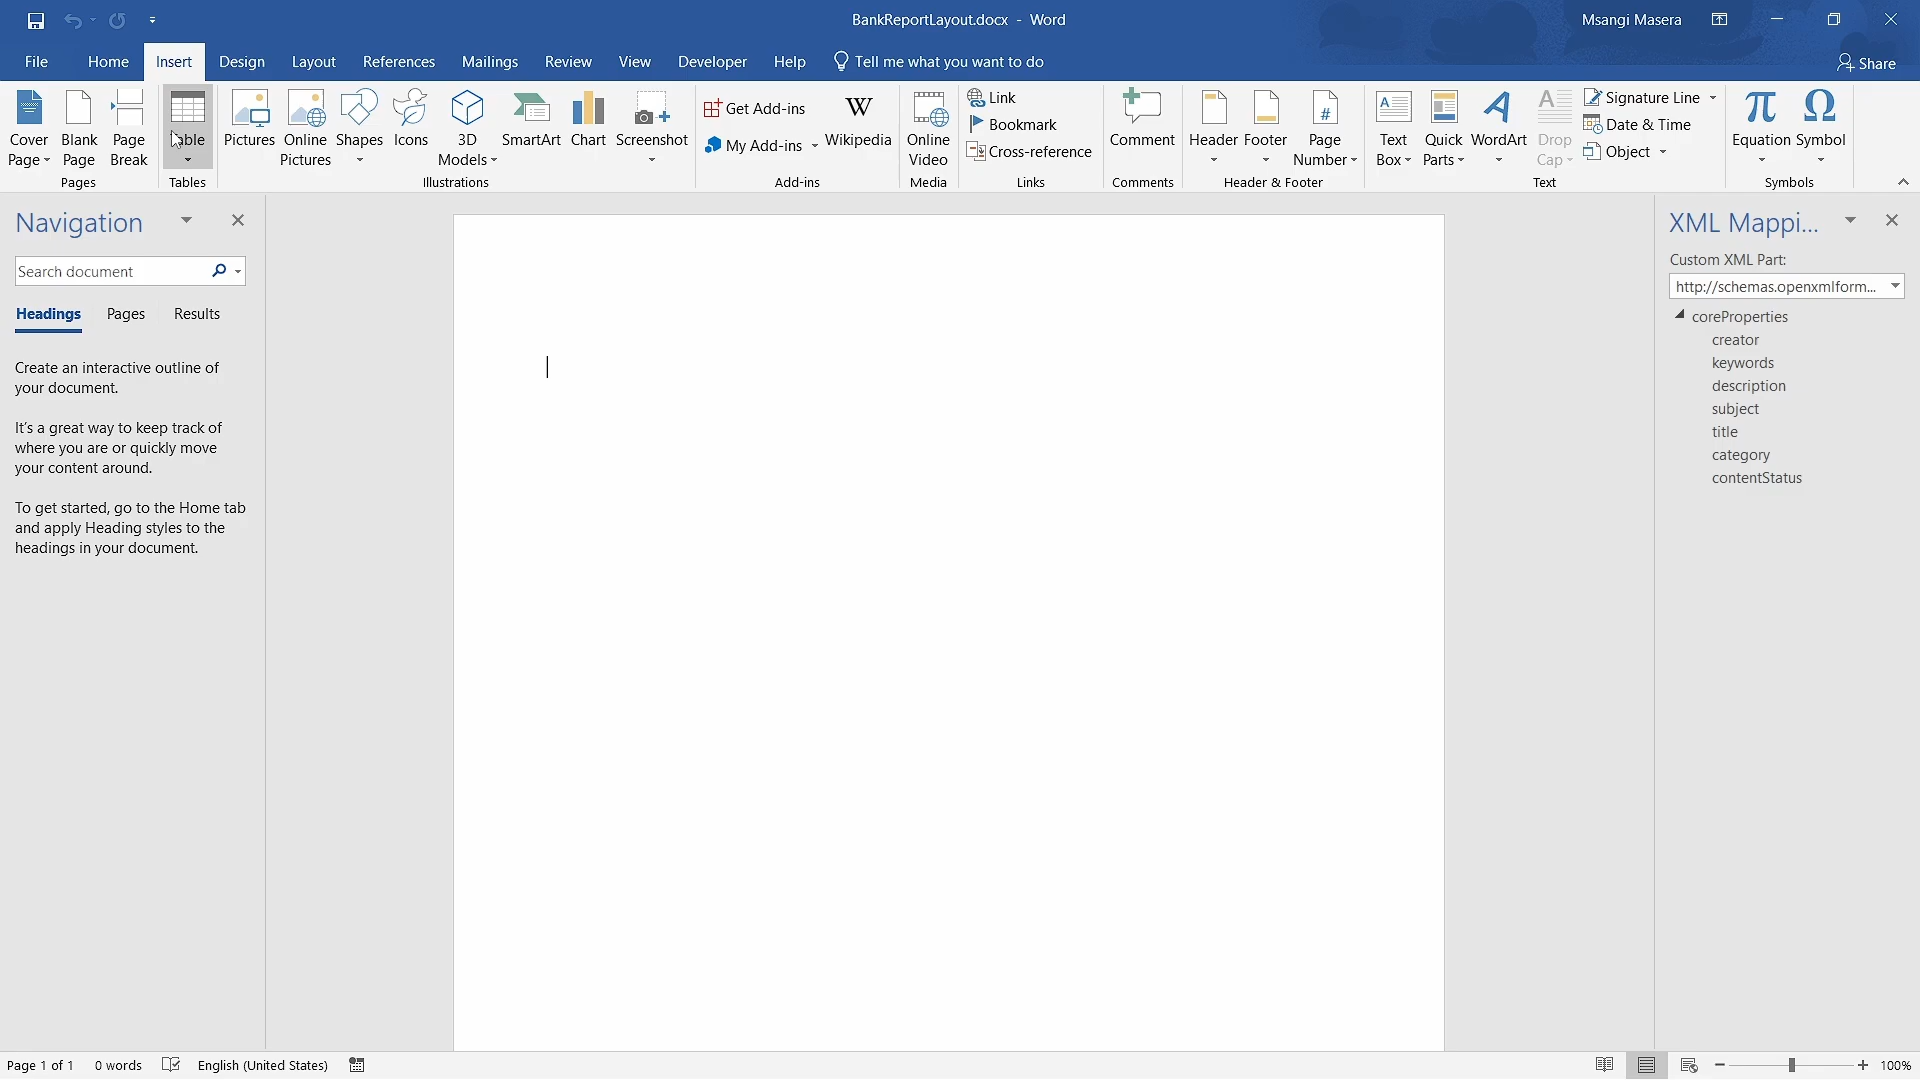 BankReportLayout.docx - Word
Msangi Masera
File Home Insert Design Layout References Mailings Review View Developer Help Tell me what you want to do
Share
Cover Page
Blank Page
Page Break
Pages
Table
Tables
Pictures
Online Pictures
Shapes
Icons
3D Models
SmartArt
Chart
Screenshot
Illustrations
Get Add-ins
My Add-ins
W
Wikipedia
Add-ins
Online Video
Media
Link
Bookmark
Cross-reference
Links
Comment
Comments
Header
Footer
#
Page Number
Header & Footer
A
Text Box
Quick Parts
A
WordArt
A
Drop Cap
Signature Line
Date & Time
Object
Text
π
Equation
Ω
Symbol
Symbols
Navigation
Search document
Headings Pages Results
Create an interactive outline of
your document.
It's a great way to keep track of
where you are or quickly move
your content around.
To get started, go to the Home tab
and apply Heading styles to the
headings in your document.
XML Mappi...
Custom XML Part:
http://schemas.openxmlform...
coreProperties
creator
keywords
description
subject
title
category
contentStatus
Page 1 of 1 0 words English (United States)
100%